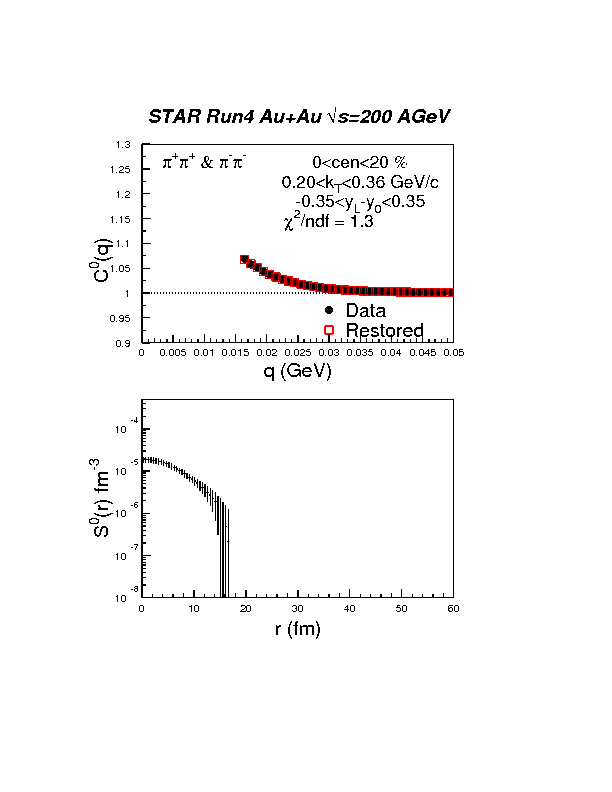 STAR Run4 Au+Au √s=200 AGeV
π⁺π⁺ & π⁻π⁻
0<cen<20 %
0.20<k_T<0.36 GeV/c
-0.35<y_L-y_0<0.35
χ²/ndf = 1.3
C⁰(q)
1.3
1.25
1.2
1.15
1.1
1.05
1
0.95
0.9
Data
Restored
0 0.005 0.01 0.015 0.02 0.025 0.03 0.035 0.04 0.045 0.05
q (GeV)
S⁰(r) fm⁻³
10⁻⁴
10⁻⁵
10⁻⁶
10⁻⁷
10⁻⁸
0 10 20 30 40 50 60
r (fm)